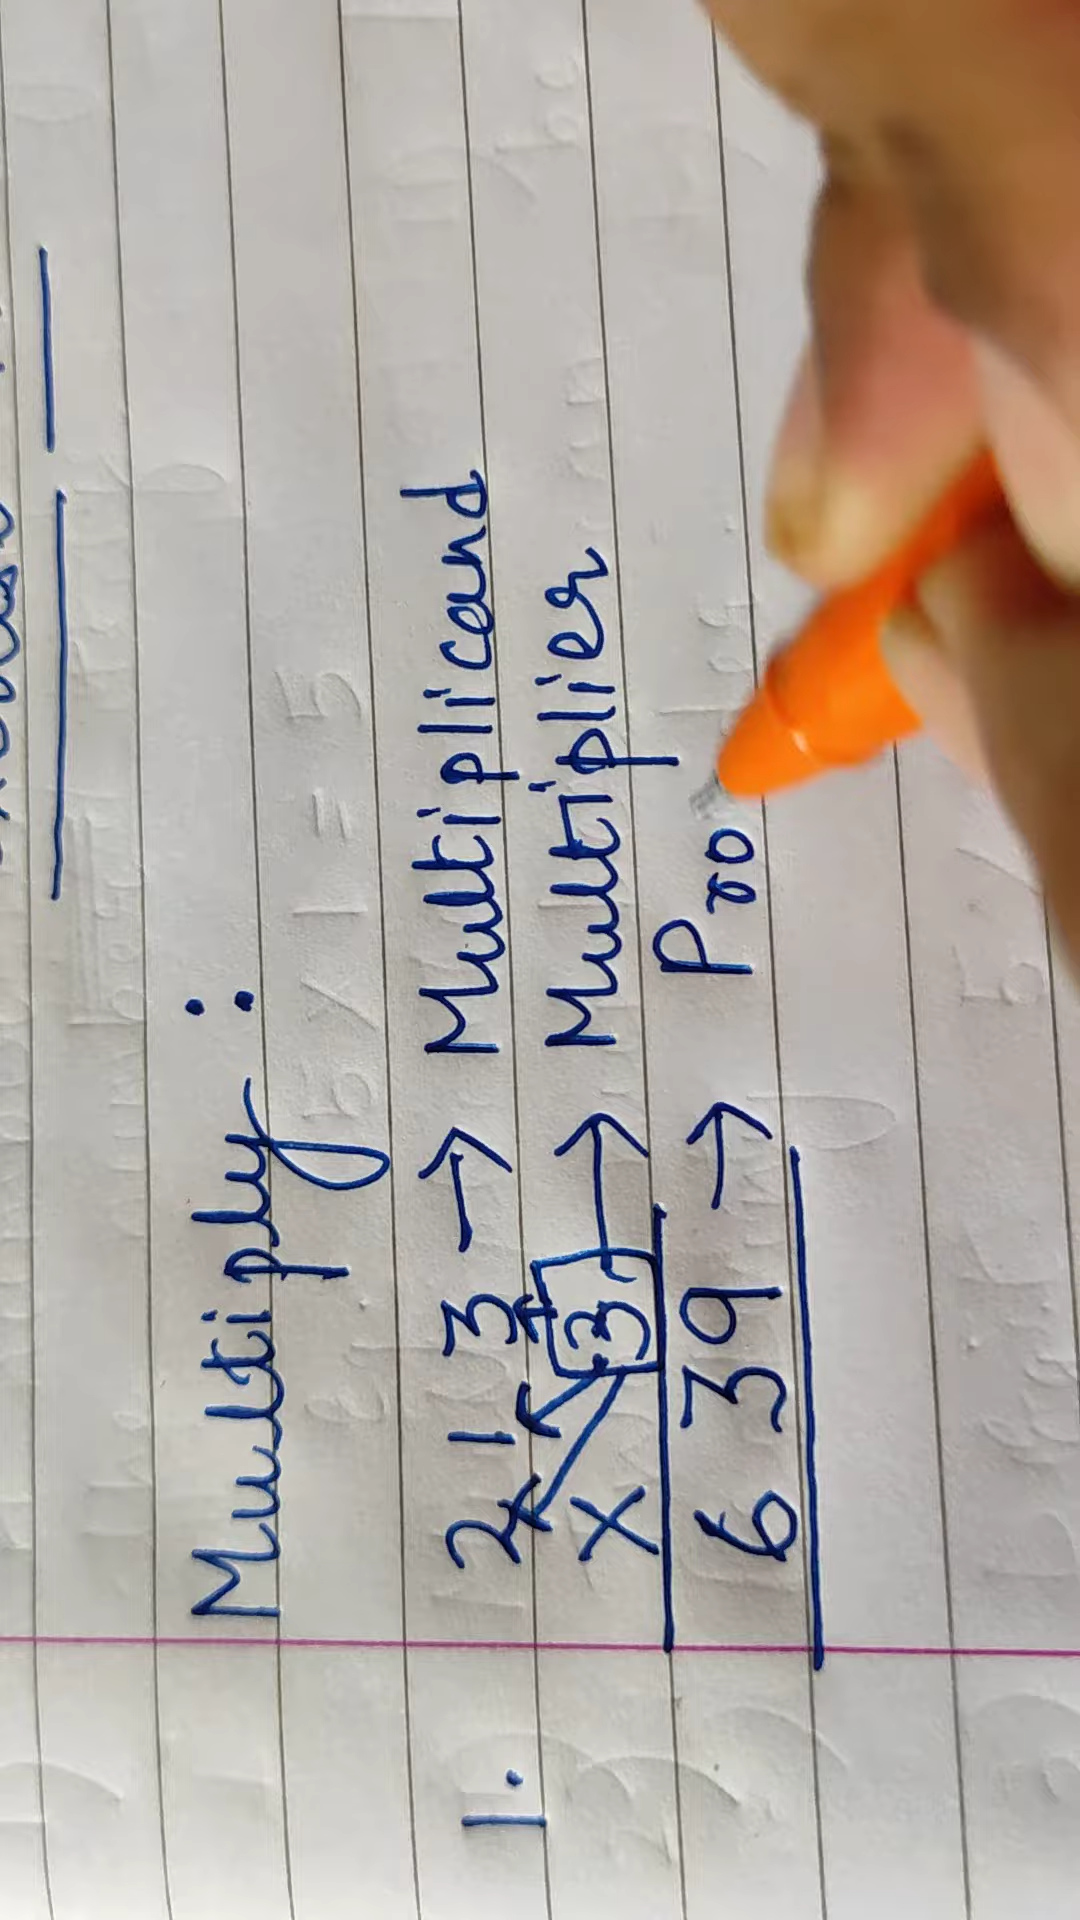 Multiply :
1. 213 → Multiplicand
x 3 → Multiplier
639 → Pro